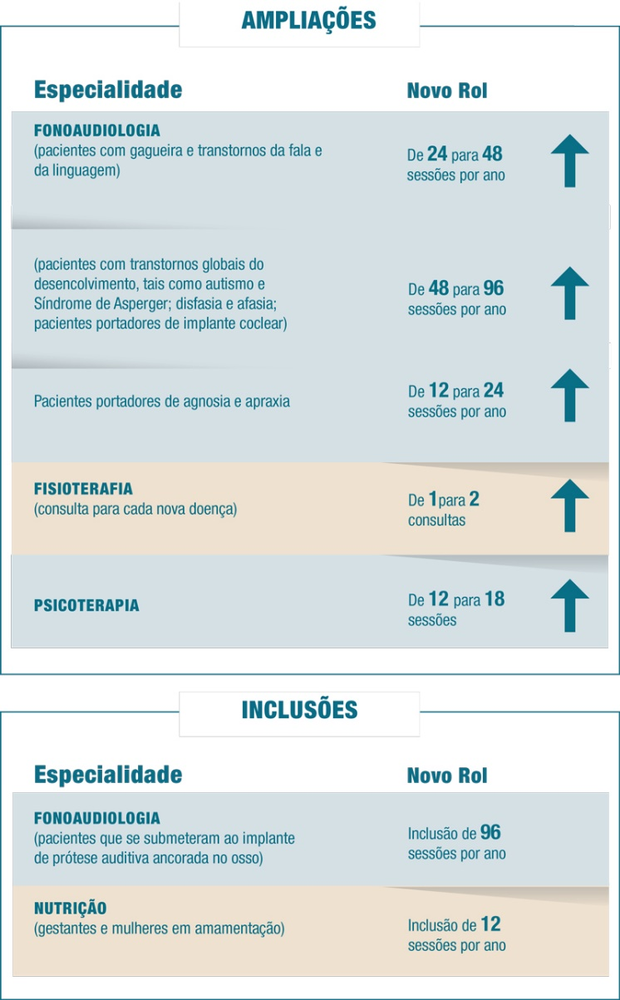 AMPLIAÇÕES
Especialidade
Novo Rol
FONOAUDIOLOGIA
(pacientes com gagueira e transtornos da fala e
da linguagem)
De 24 para 48
sessões por ano
(pacientes com transtornos globais do
desenvolvimento, tais como autismo e
Síndrome de Asperger; disfasia e afasia;
pacientes portadores de implante coclear)
De 48 para 96
sessões por ano
Pacientes portadores de agnosia e apraxia
De 12 para 24
sessões por ano
FISIOTERAFIA
(consulta para cada nova doença)
De 1para 2
consultas
PSICOTERAPIA
De 12 para 18
sessões
INCLUSÕES
Especialidade
Novo Rol
FONOAUDIOLOGIA
(pacientes que se submeteram ao implante
de prótese auditiva ancorada no osso)
Inclusão de 96
sessões por ano
NUTRIÇÃO
(gestantes e mulheres em amamentação)
Inclusão de 12
sessões por ano